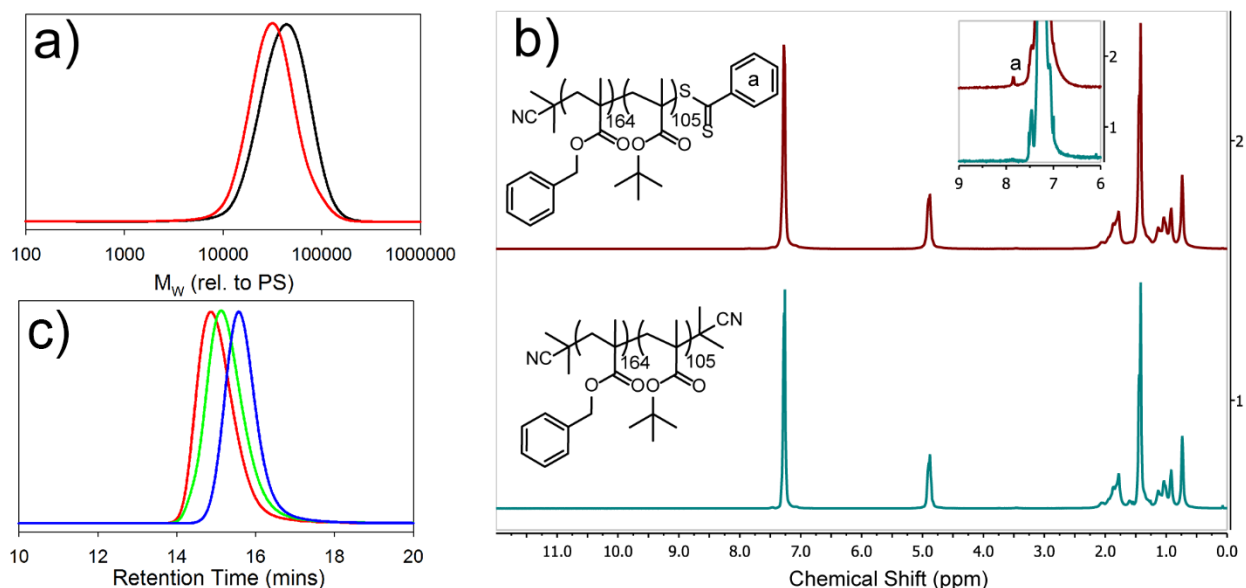 a)
100 1000 10000 100000 1000000
M_W (rel. to PS)
c)
10 12 14 16 18 20
Retention Time (mins)
b)
NC
164
105
S
S
a
O
O
O
O
a
2
1
9 8 7 6
2
NC
164
105
CN
O
O
O
O
1
11.0 10.0 9.0 8.0 7.0 6.0 5.0 4.0 3.0 2.0 1.0 0.0
Chemical Shift (ppm)